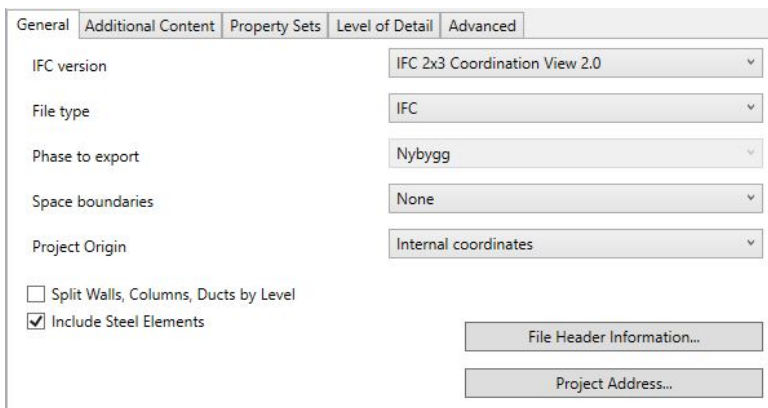 General Additional Content Property Sets Level of Detail Advanced
IFC version IFC 2x3 Coordination View 2.0
File type IFC
Phase to export Nybygg
Space boundaries None
Project Origin Internal coordinates
Split Walls, Columns, Ducts by Level
Include Steel Elements
File Header Information...
Project Address...